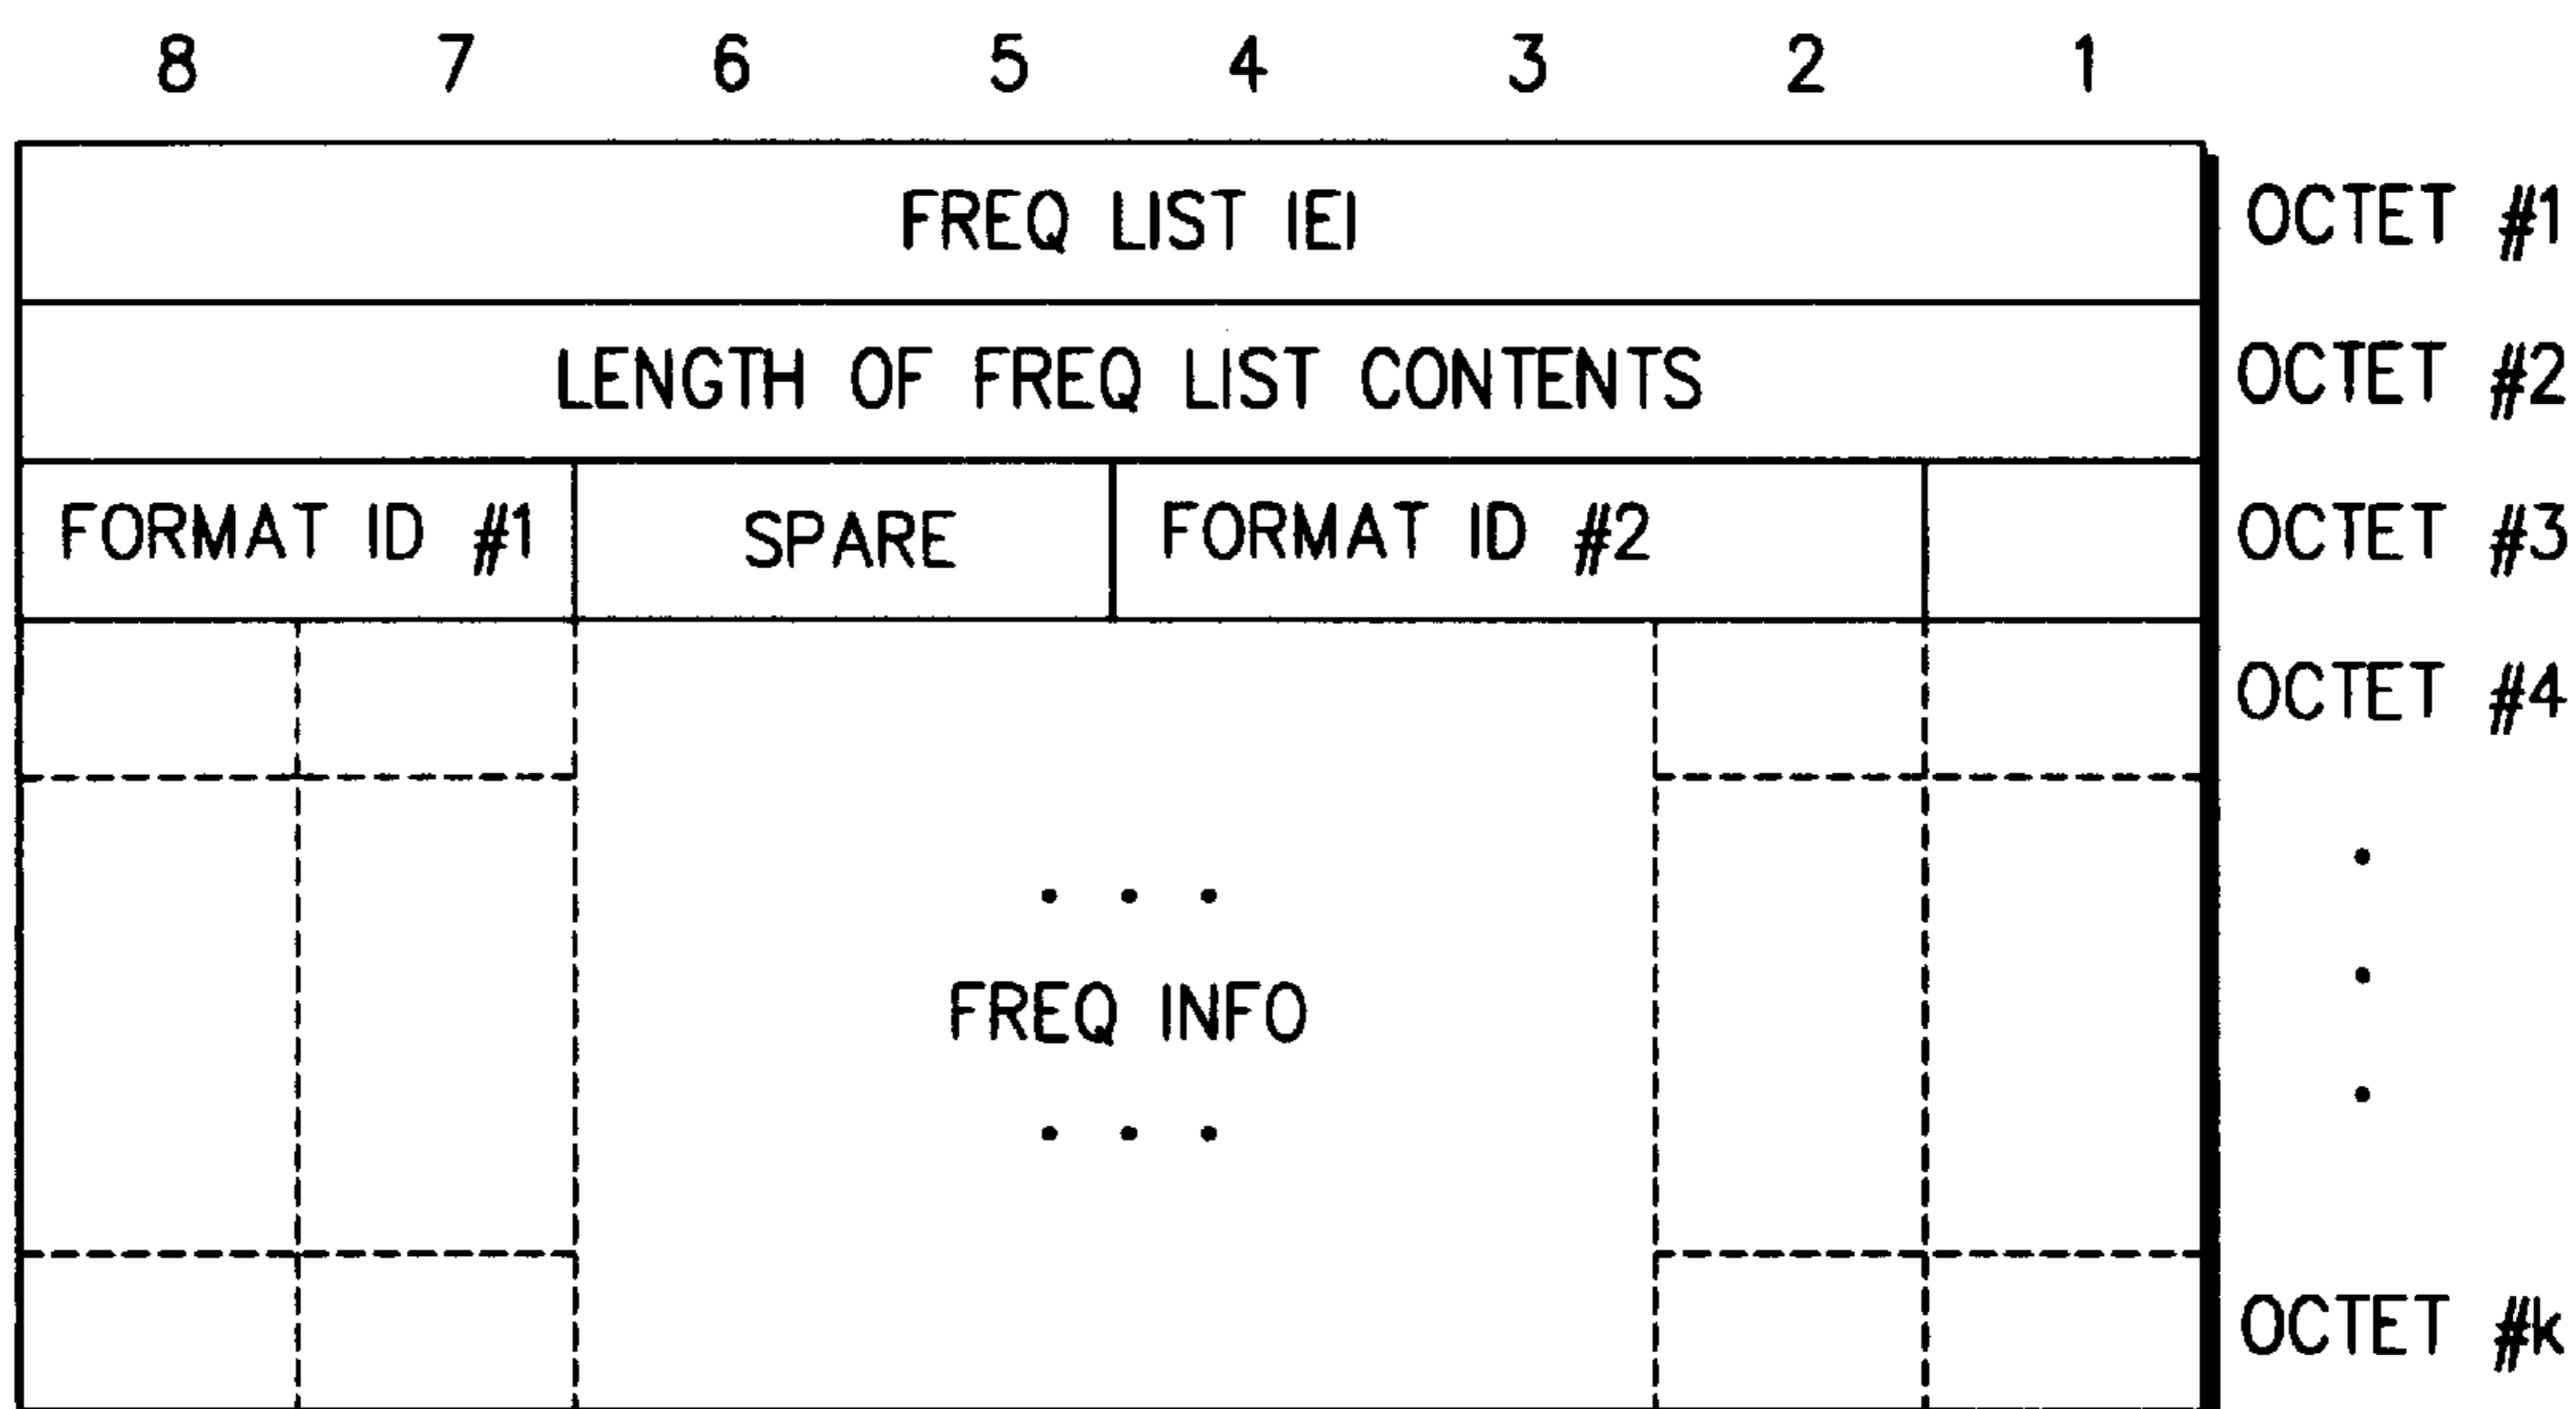 8 7 6 5 4 3 2 1
FREQ LIST IEI OCTET #1
LENGTH OF FREQ LIST CONTENTS OCTET #2
FORMAT ID #1 SPARE FORMAT ID #2 OCTET #3
OCTET #4
. . .
FREQ INFO
. . .
OCTET #k